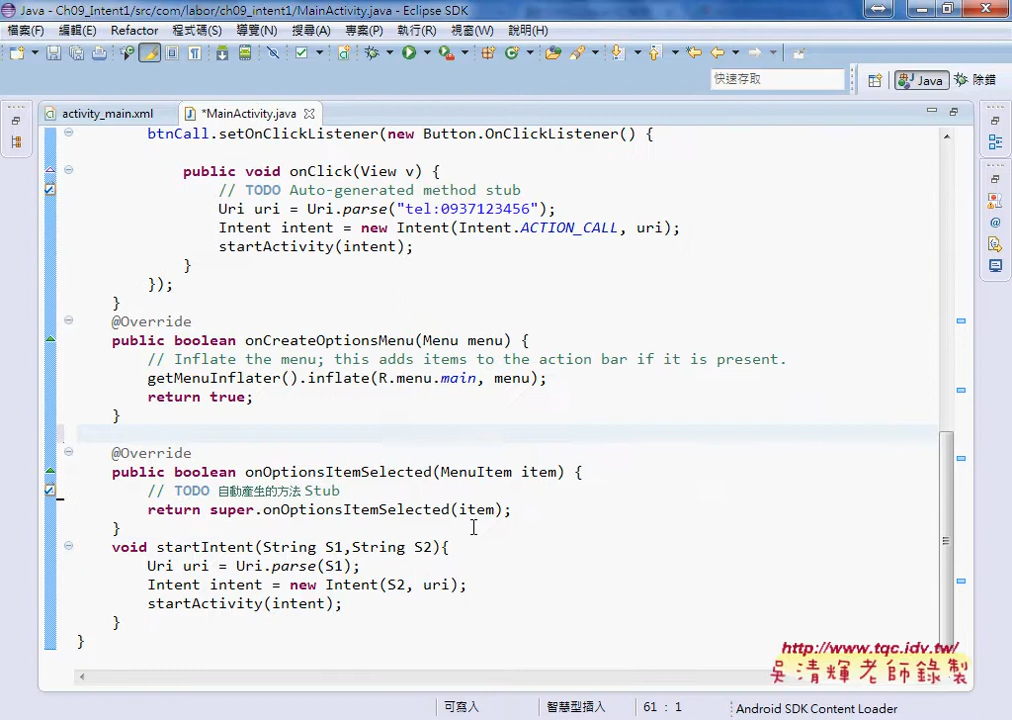 Java - Ch09_Intent1/src/com/labor/ch09_intent1/MainActivity.java - Eclipse SDK
檔案(F) 編輯(E) Refactor 程式碼(S) 導覽(N) 搜尋(A) 專案(P) 執行(R) 視窗(W) 說明(H)
快速存取 Java 除錯
activity_main.xml *MainActivity.java
btnCall.setOnClickListener(new Button.OnClickListener() {
public void onClick(View v) {
// TODO Auto-generated method stub
Uri uri = Uri.parse("tel:0937123456");
Intent intent = new Intent(Intent.ACTION_CALL, uri);
startActivity(intent);
}
});
}
@Override
public boolean onCreateOptionsMenu(Menu menu) {
// Inflate the menu; this adds items to the action bar if it is present.
getMenuInflater().inflate(R.menu.main, menu);
return true;
}
@Override
public boolean onOptionsItemSelected(MenuItem item) {
// TODO 自動產生的方法 Stub
return super.onOptionsItemSelected(item);
}
void startIntent(String S1,String S2){
Uri uri = Uri.parse(S1);
Intent intent = new Intent(S2, uri);
startActivity(intent);
}
}
http://www.tqc.idv.tw/
吳清輝老師錄製
可寫入 智慧型插入 61 : 1 Android SDK Content Loader